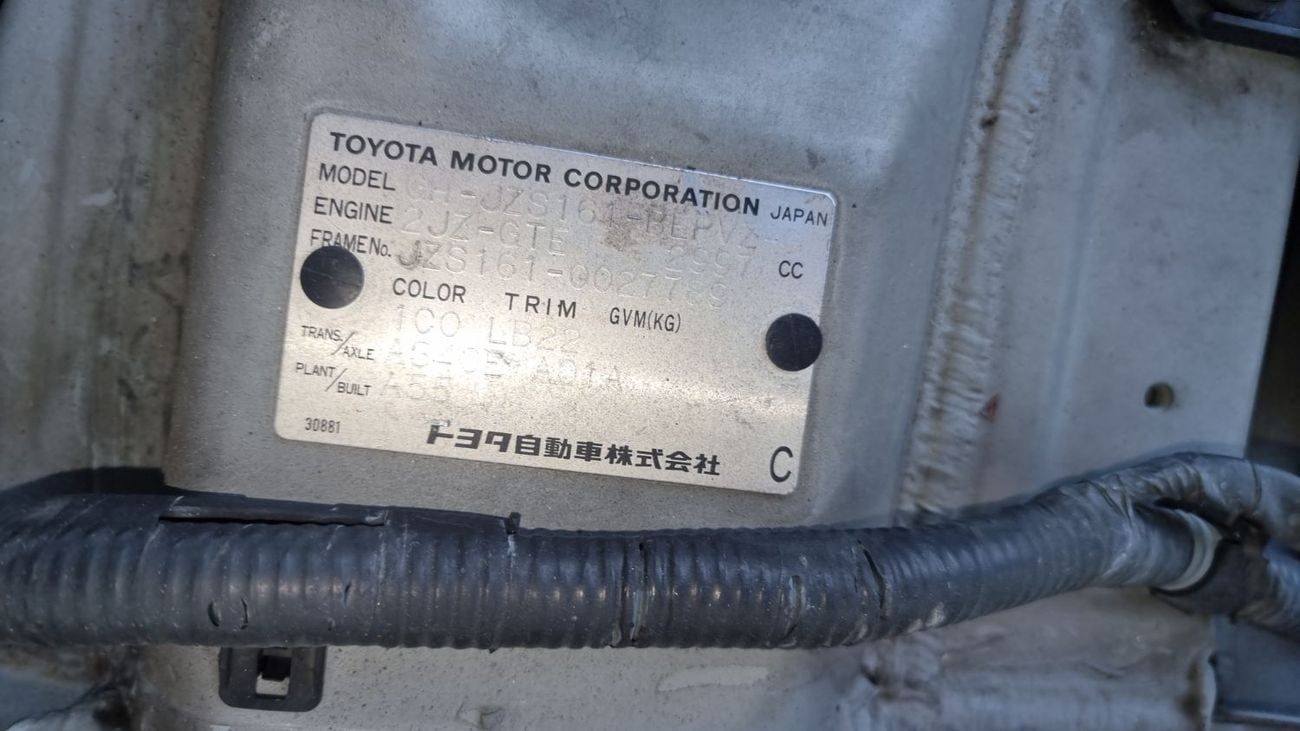 TOYOTA MOTOR CORPORATION JAPAN
MODEL GH-JZS161-BEPVZ
ENGINE 2JZ-GTE 2997 CC
FRAME No. JZS161-0027789
COLOR TRIM GVM(KG)
1C0 LB22
TRANS./AXLE A01A
PLANT/BUILT
30881 トヨタ自動車株式会社 C